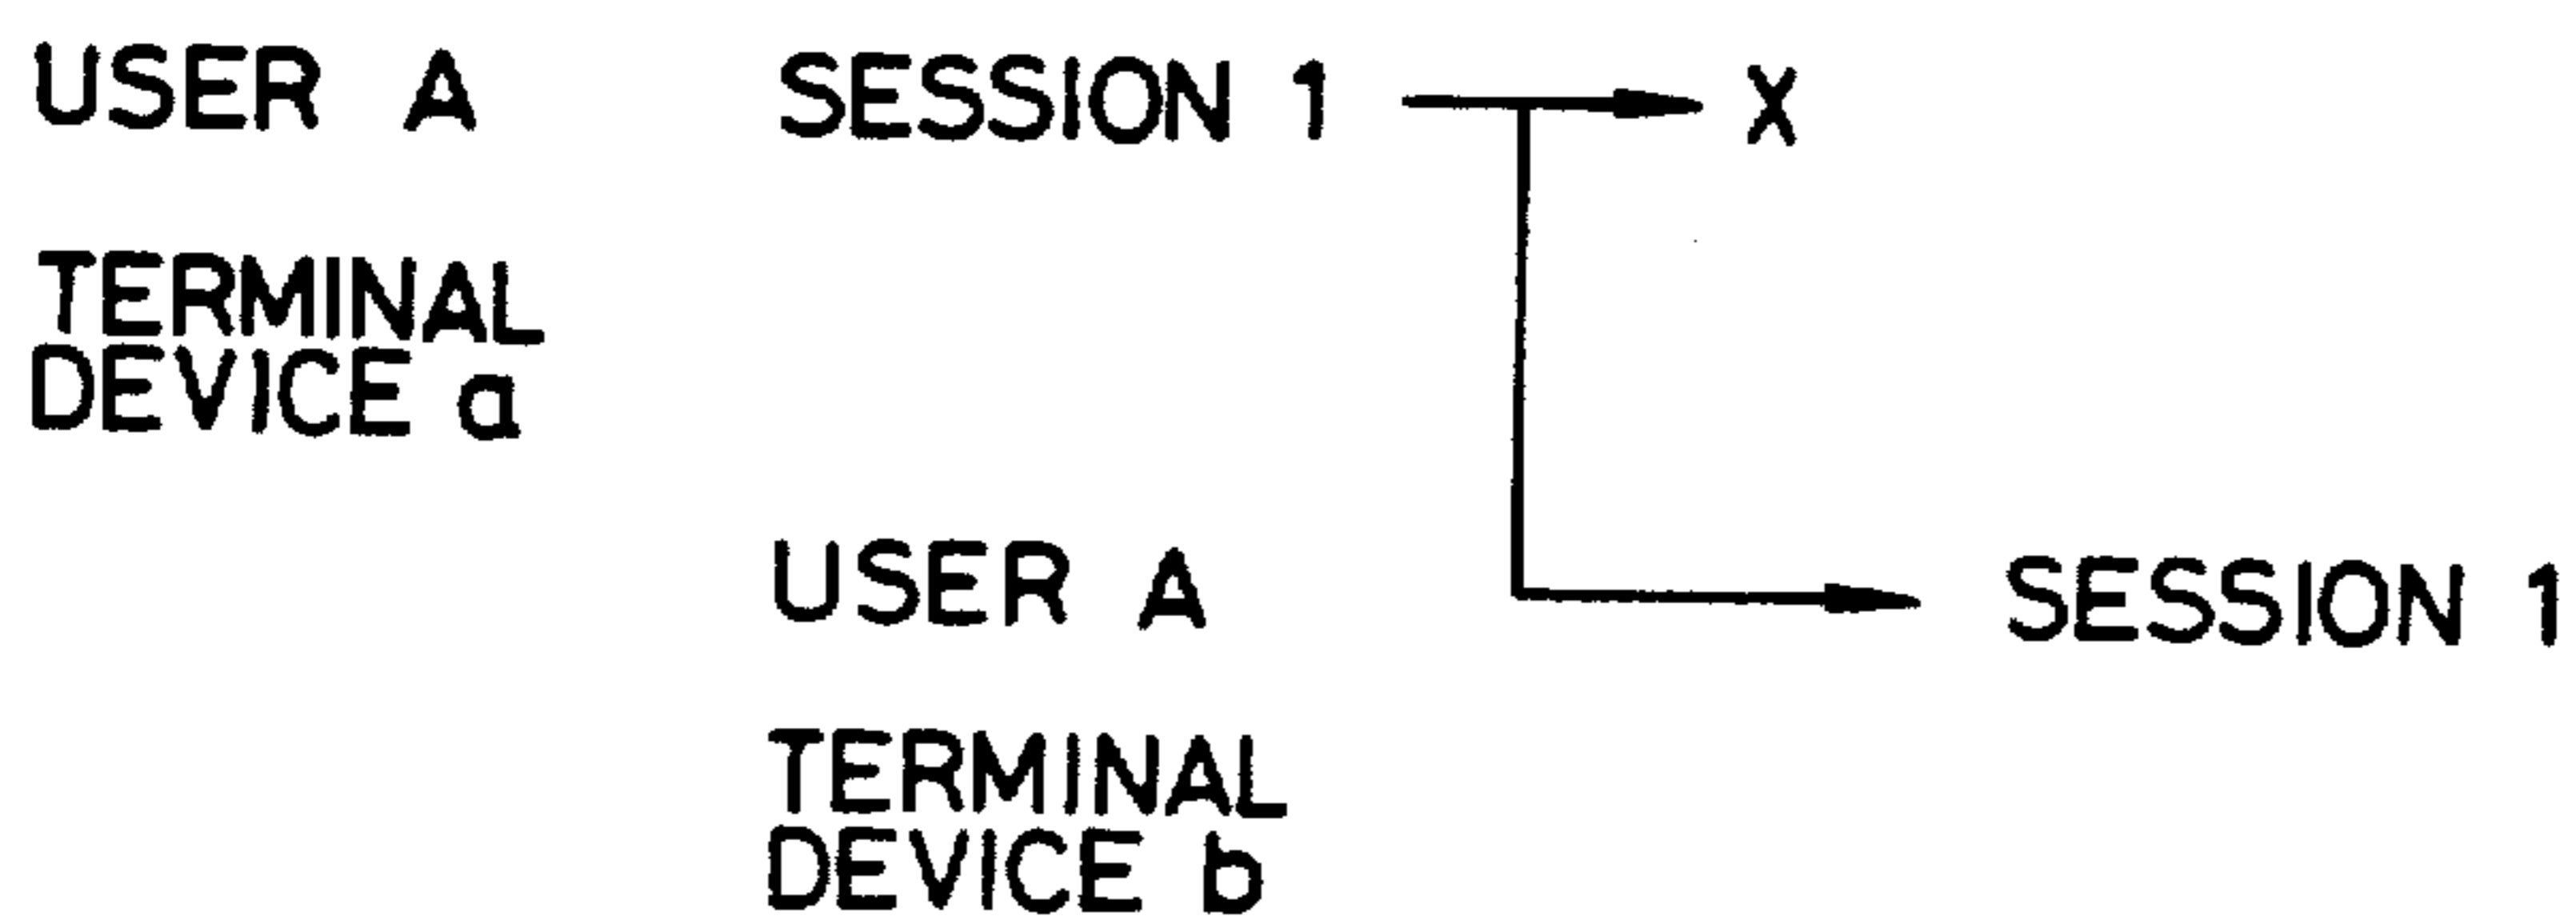 USER A SESSION 1 X
TERMINAL
DEVICE a
USER A SESSION 1
TERMINAL
DEVICE b